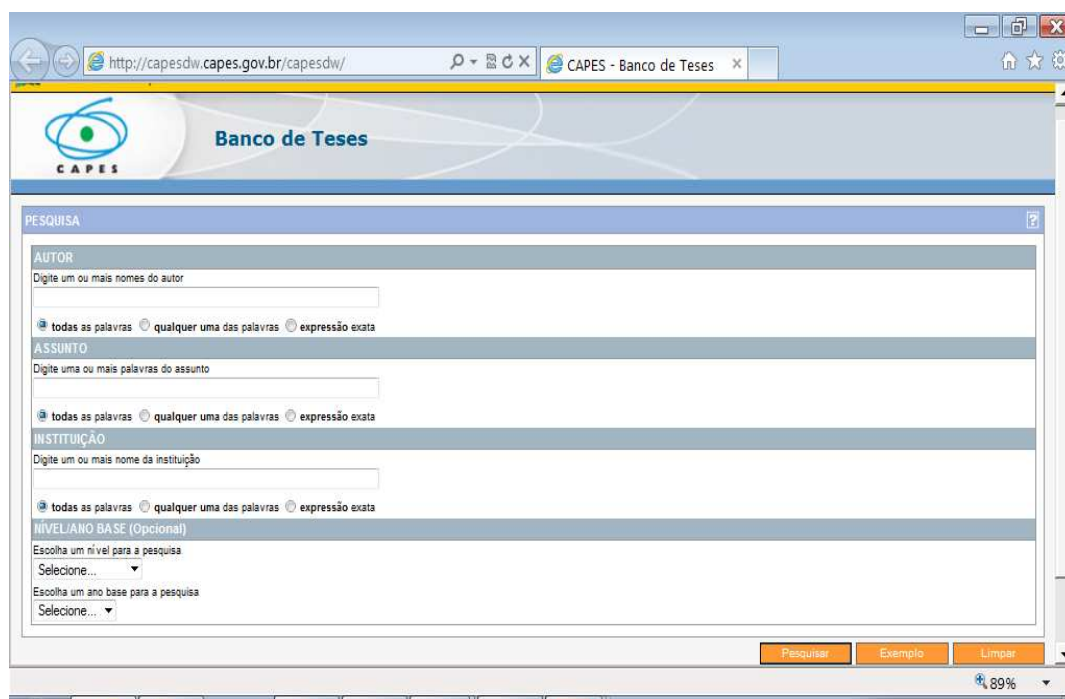 http://capesdw.capes.gov.br/capesdw/ CAPES - Banco de Teses
CAPES
Banco de Teses
PESQUISA ?
AUTOR
Digite um ou mais nomes do autor
todas as palavras qualquer uma das palavras expressão exata
ASSUNTO
Digite uma ou mais palavras do assunto
todas as palavras qualquer uma das palavras expressão exata
INSTITUIÇÃO
Digite um ou mais nome da instituição
todas as palavras qualquer uma das palavras expressão exata
NÍVEL/ANO BASE (Opcional)
Escolha um nível para a pesquisa
Selecione...
Escolha um ano base para a pesquisa
Selecione...
Pesquisar Exemplo Limpar
89%